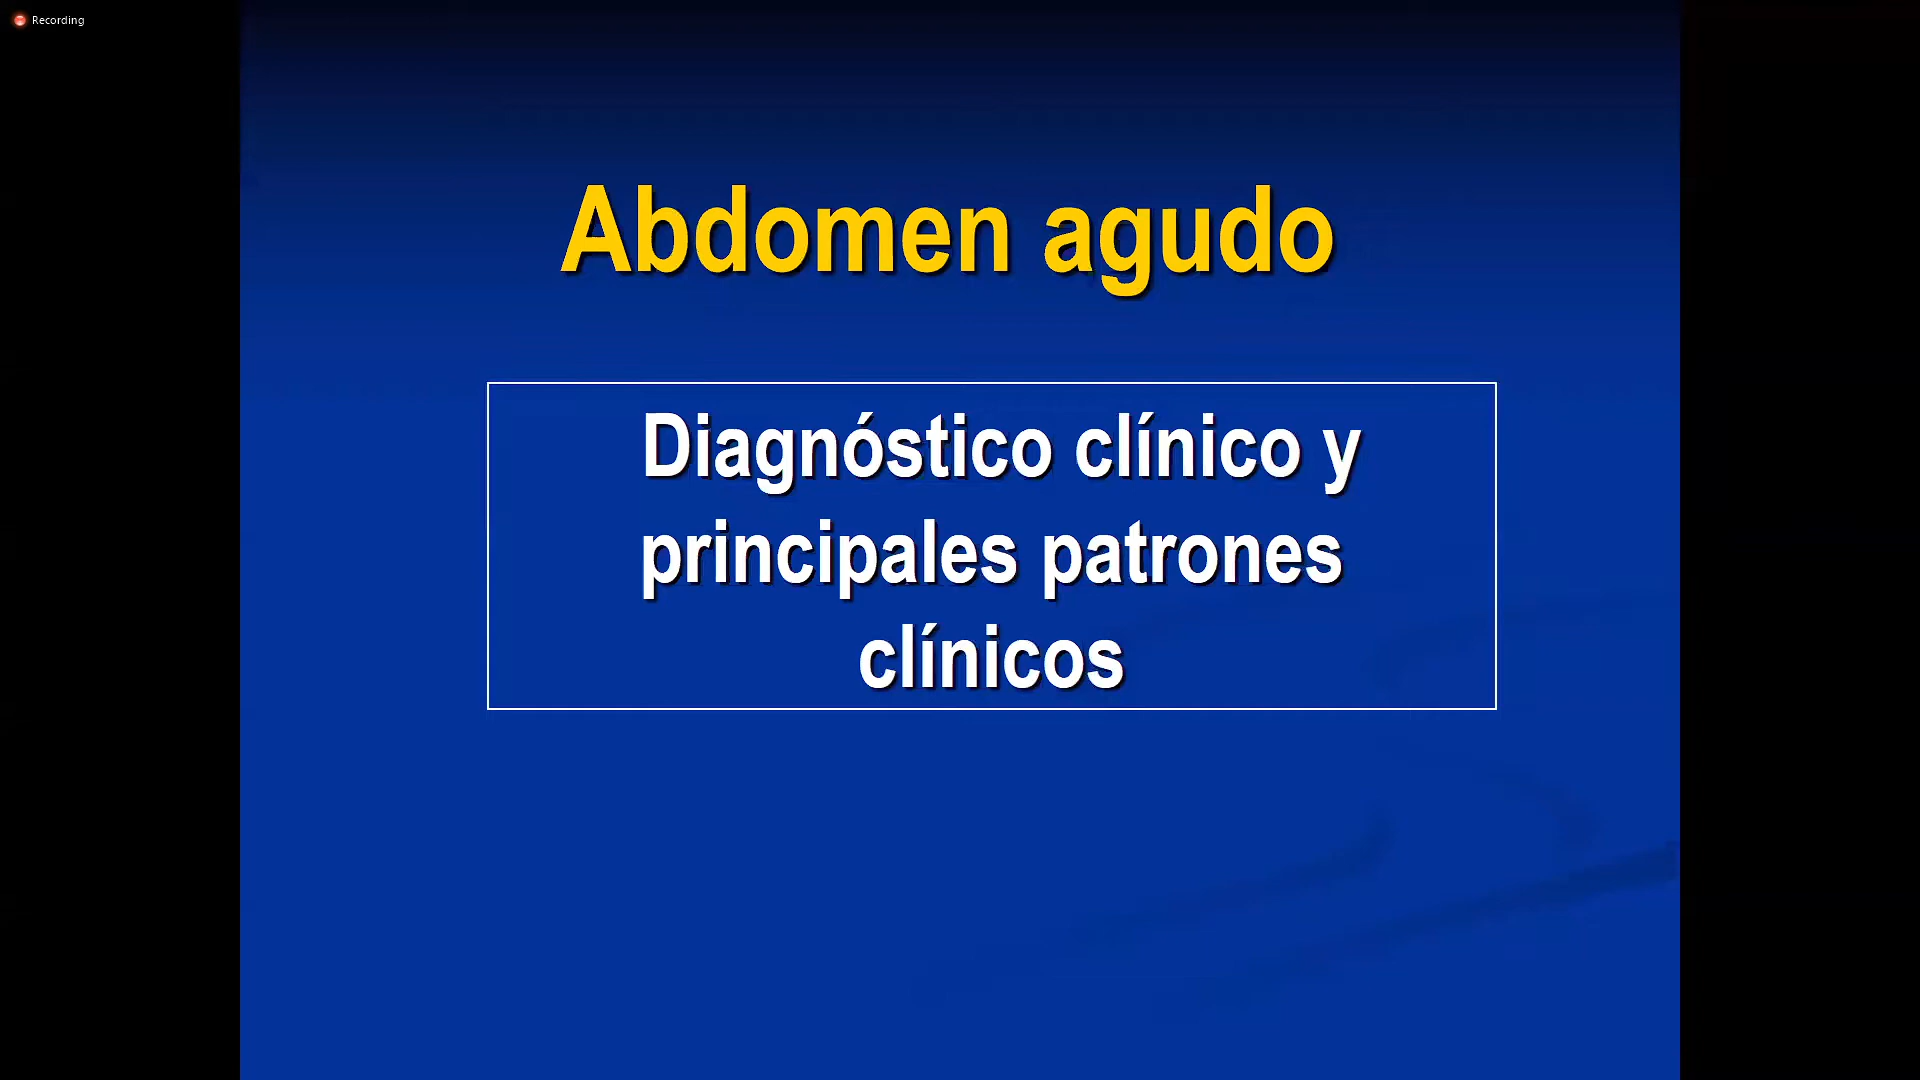 Recording
Abdomen agudo
Diagnóstico clínico y
principales patrones
clínicos